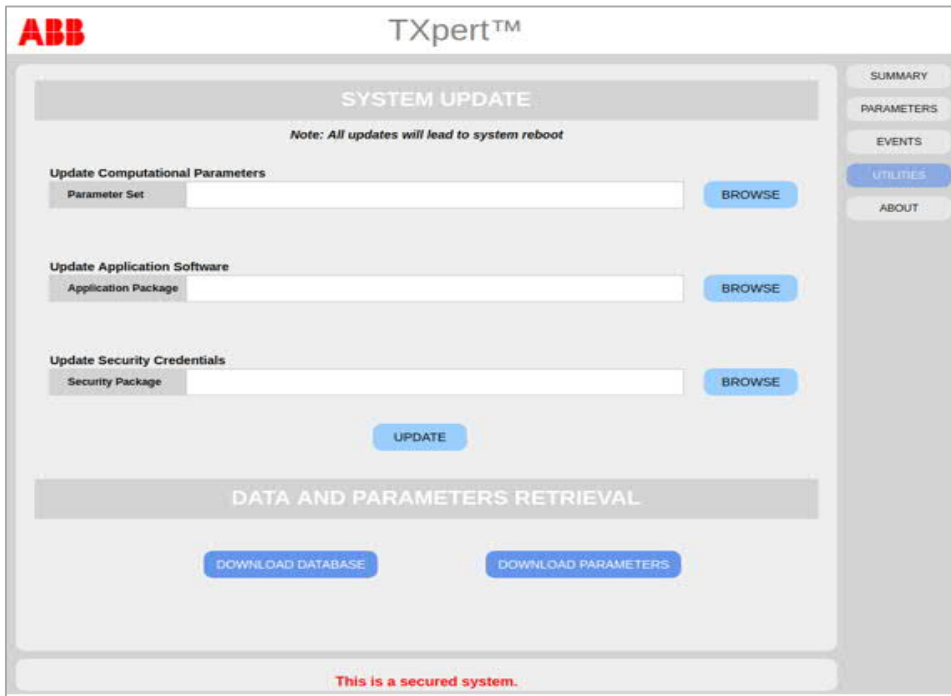 ABB
TXpert™
SUMMARY
PARAMETERS
EVENTS
UTILITIES
ABOUT
SYSTEM UPDATE
Note: All updates will lead to system reboot
Update Computational Parameters
Parameter Set
BROWSE
Update Application Software
Application Package
BROWSE
Update Security Credentials
Security Package
BROWSE
UPDATE
DATA AND PARAMETERS RETRIEVAL
DOWNLOAD DATABASE
DOWNLOAD PARAMETERS
This is a secured system.